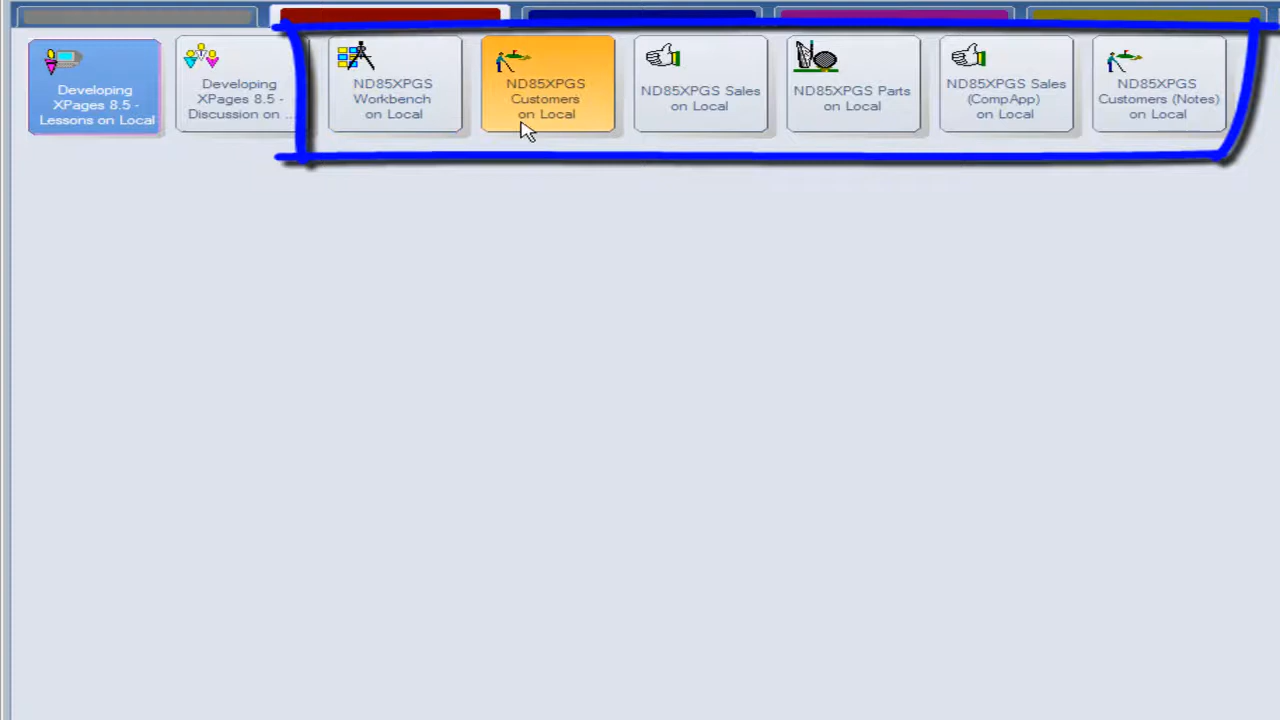 Developing
XPages 8.5 -
Lessons on Local
Developing
XPages 8.5 -
Discussion on ...
ND85XPGS
Workbench
on Local
ND85XPGS
Customers
on Local
ND85XPGS Sales
on Local
ND85XPGS Parts
on Local
ND85XPGS Sales
(CompApp)
on Local
ND85XPGS
Customers (Notes)
on Local